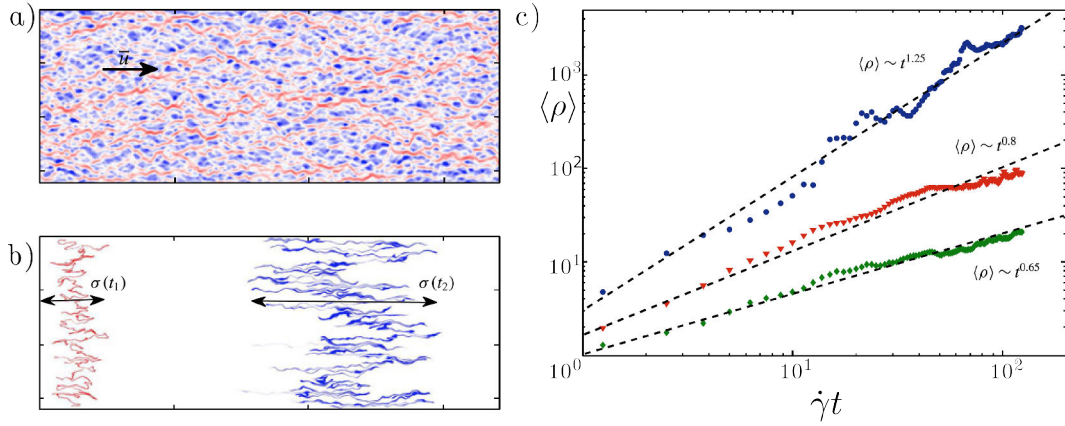 a)
ū
b)
σ(t₁)
σ(t₂)
c)
⟨ρ⟩
10³
10²
10¹
10⁰
10¹
10²
γ̇ t
⟨ρ⟩ ~ t^1.25
⟨ρ⟩ ~ t^0.8
⟨ρ⟩ ~ t^0.65